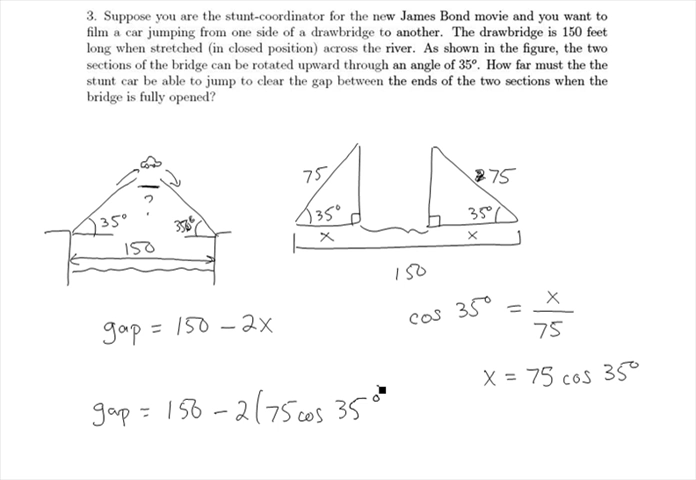 3. Suppose you are the stunt-coordinator for the new James Bond movie and you want to
film a car jumping from one side of a drawbridge to another. The drawbridge is 150 feet
long when stretched (in closed position) across the river. As shown in the figure, the two
sections of the bridge can be rotated upward through an angle of 35°. How far must the the
stunt car be able to jump to clear the gap between the ends of the two sections when the
bridge is fully opened?
?
35° 35°
150
75 75
35° 35°
x x
150
gap = 150 - 2x
cos 35° = x / 75
x = 75 cos 35°
gap = 150 - 2(75 cos 35°